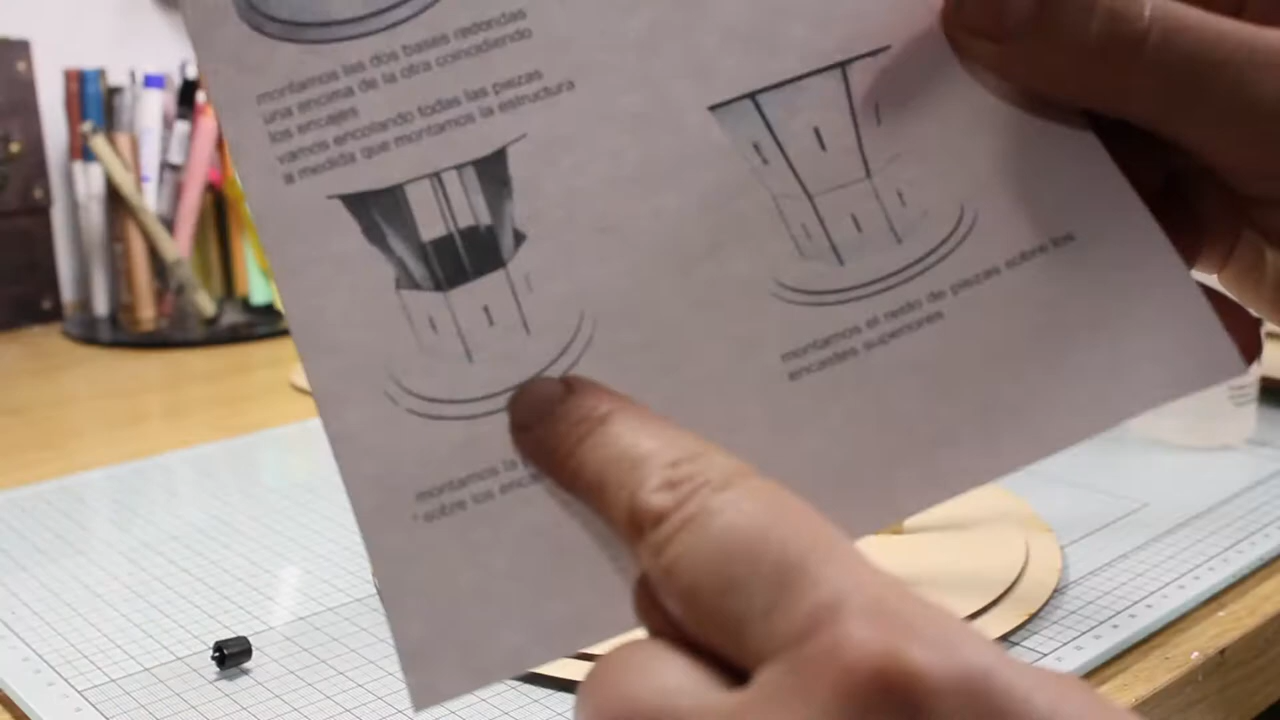 montamos las dos bases redondas
una encima de la otra coincidiendo
los encajes
vamos encolando todas las piezas
a medida que montamos la estructura
montamos la
sobre los
montamos el resto de piezas sobre los
encastes superiores